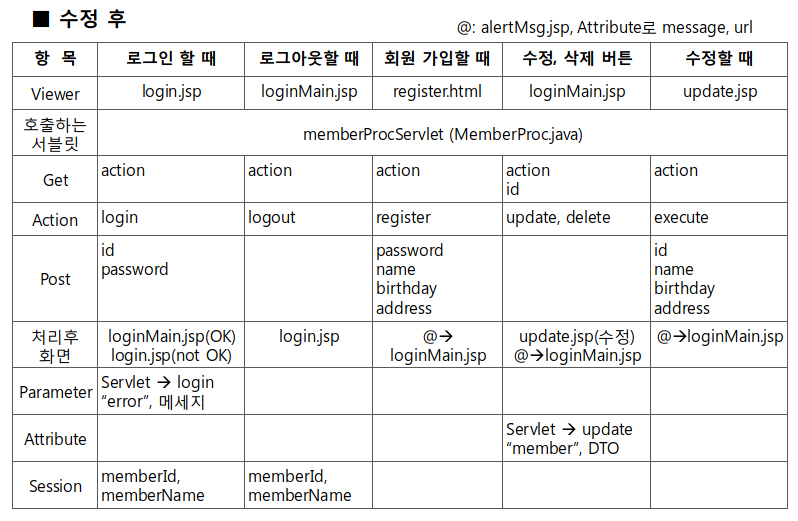 ■ 수정 후
@: alertMsg.jsp, Attribute로 message, url
항 목 로그인 할 때 로그아웃할 때 회원 가입할 때 수정, 삭제 버튼 수정할 때
Viewer login.jsp loginMain.jsp register.html loginMain.jsp update.jsp
호출하는
서블릿
memberProcServlet (MemberProc.java)
Get
action
action
action
action
id
action
Action login logout register update, delete execute
Post
id
password
password
name
birthday
address
id
name
birthday
address
처리후
화면
loginMain.jsp(OK)
login.jsp(not OK)
login.jsp
@→
loginMain.jsp
update.jsp(수정)
@→loginMain.jsp
@→loginMain.jsp
Parameter
Servlet → login
“error”, 메세지
Attribute
Servlet → update
“member”, DTO
Session
memberId,
memberName
memberId,
memberName